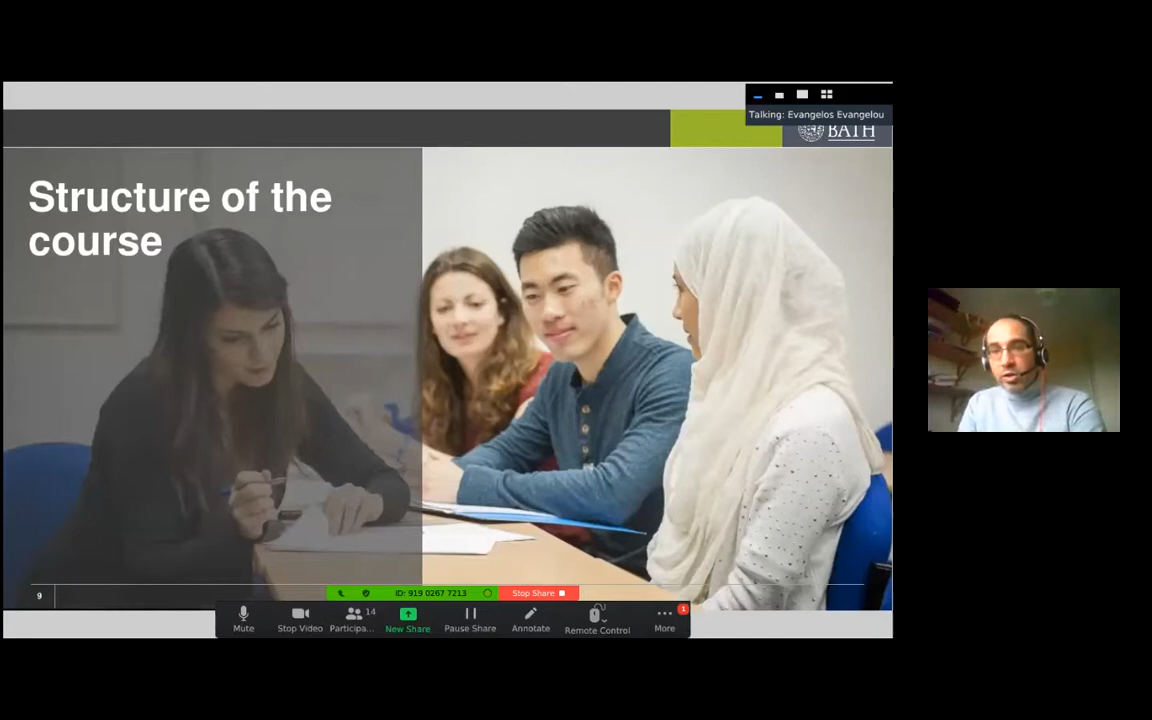 Talking: Evangelos Evangelou
BATH
Structure of the
course
9
ID: 919 0267 7213
Stop Share
14
1
Mute
Stop Video
Participa...
New Share
Pause Share
Annotate
Remote Control
More